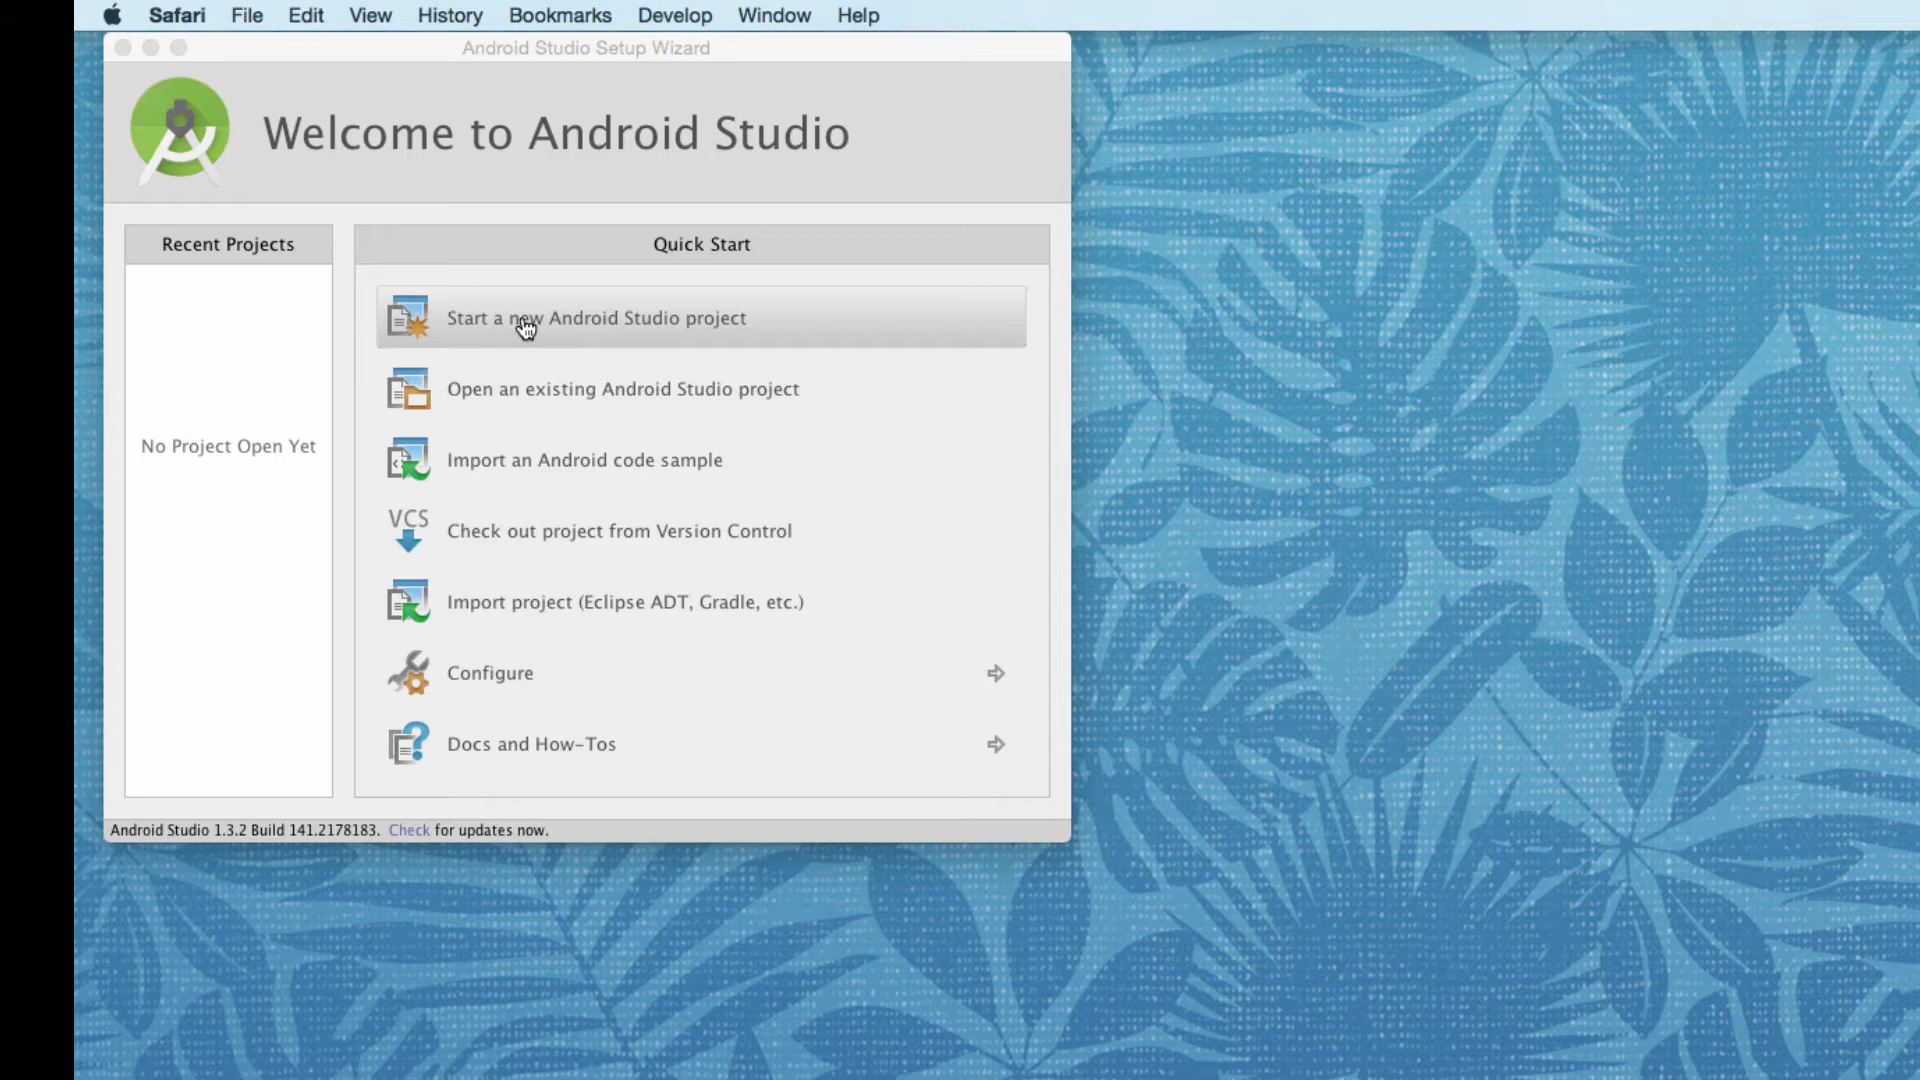 Safari File Edit View History Bookmarks Develop Window Help
Android Studio Setup Wizard
Welcome to Android Studio
Recent Projects
No Project Open Yet
Quick Start
Start a new Android Studio project
Open an existing Android Studio project
Import an Android code sample
VCS
Check out project from Version Control
Import project (Eclipse ADT, Gradle, etc.)
Configure
Docs and How-Tos
Android Studio 1.3.2 Build 141.2178183. Check for updates now.